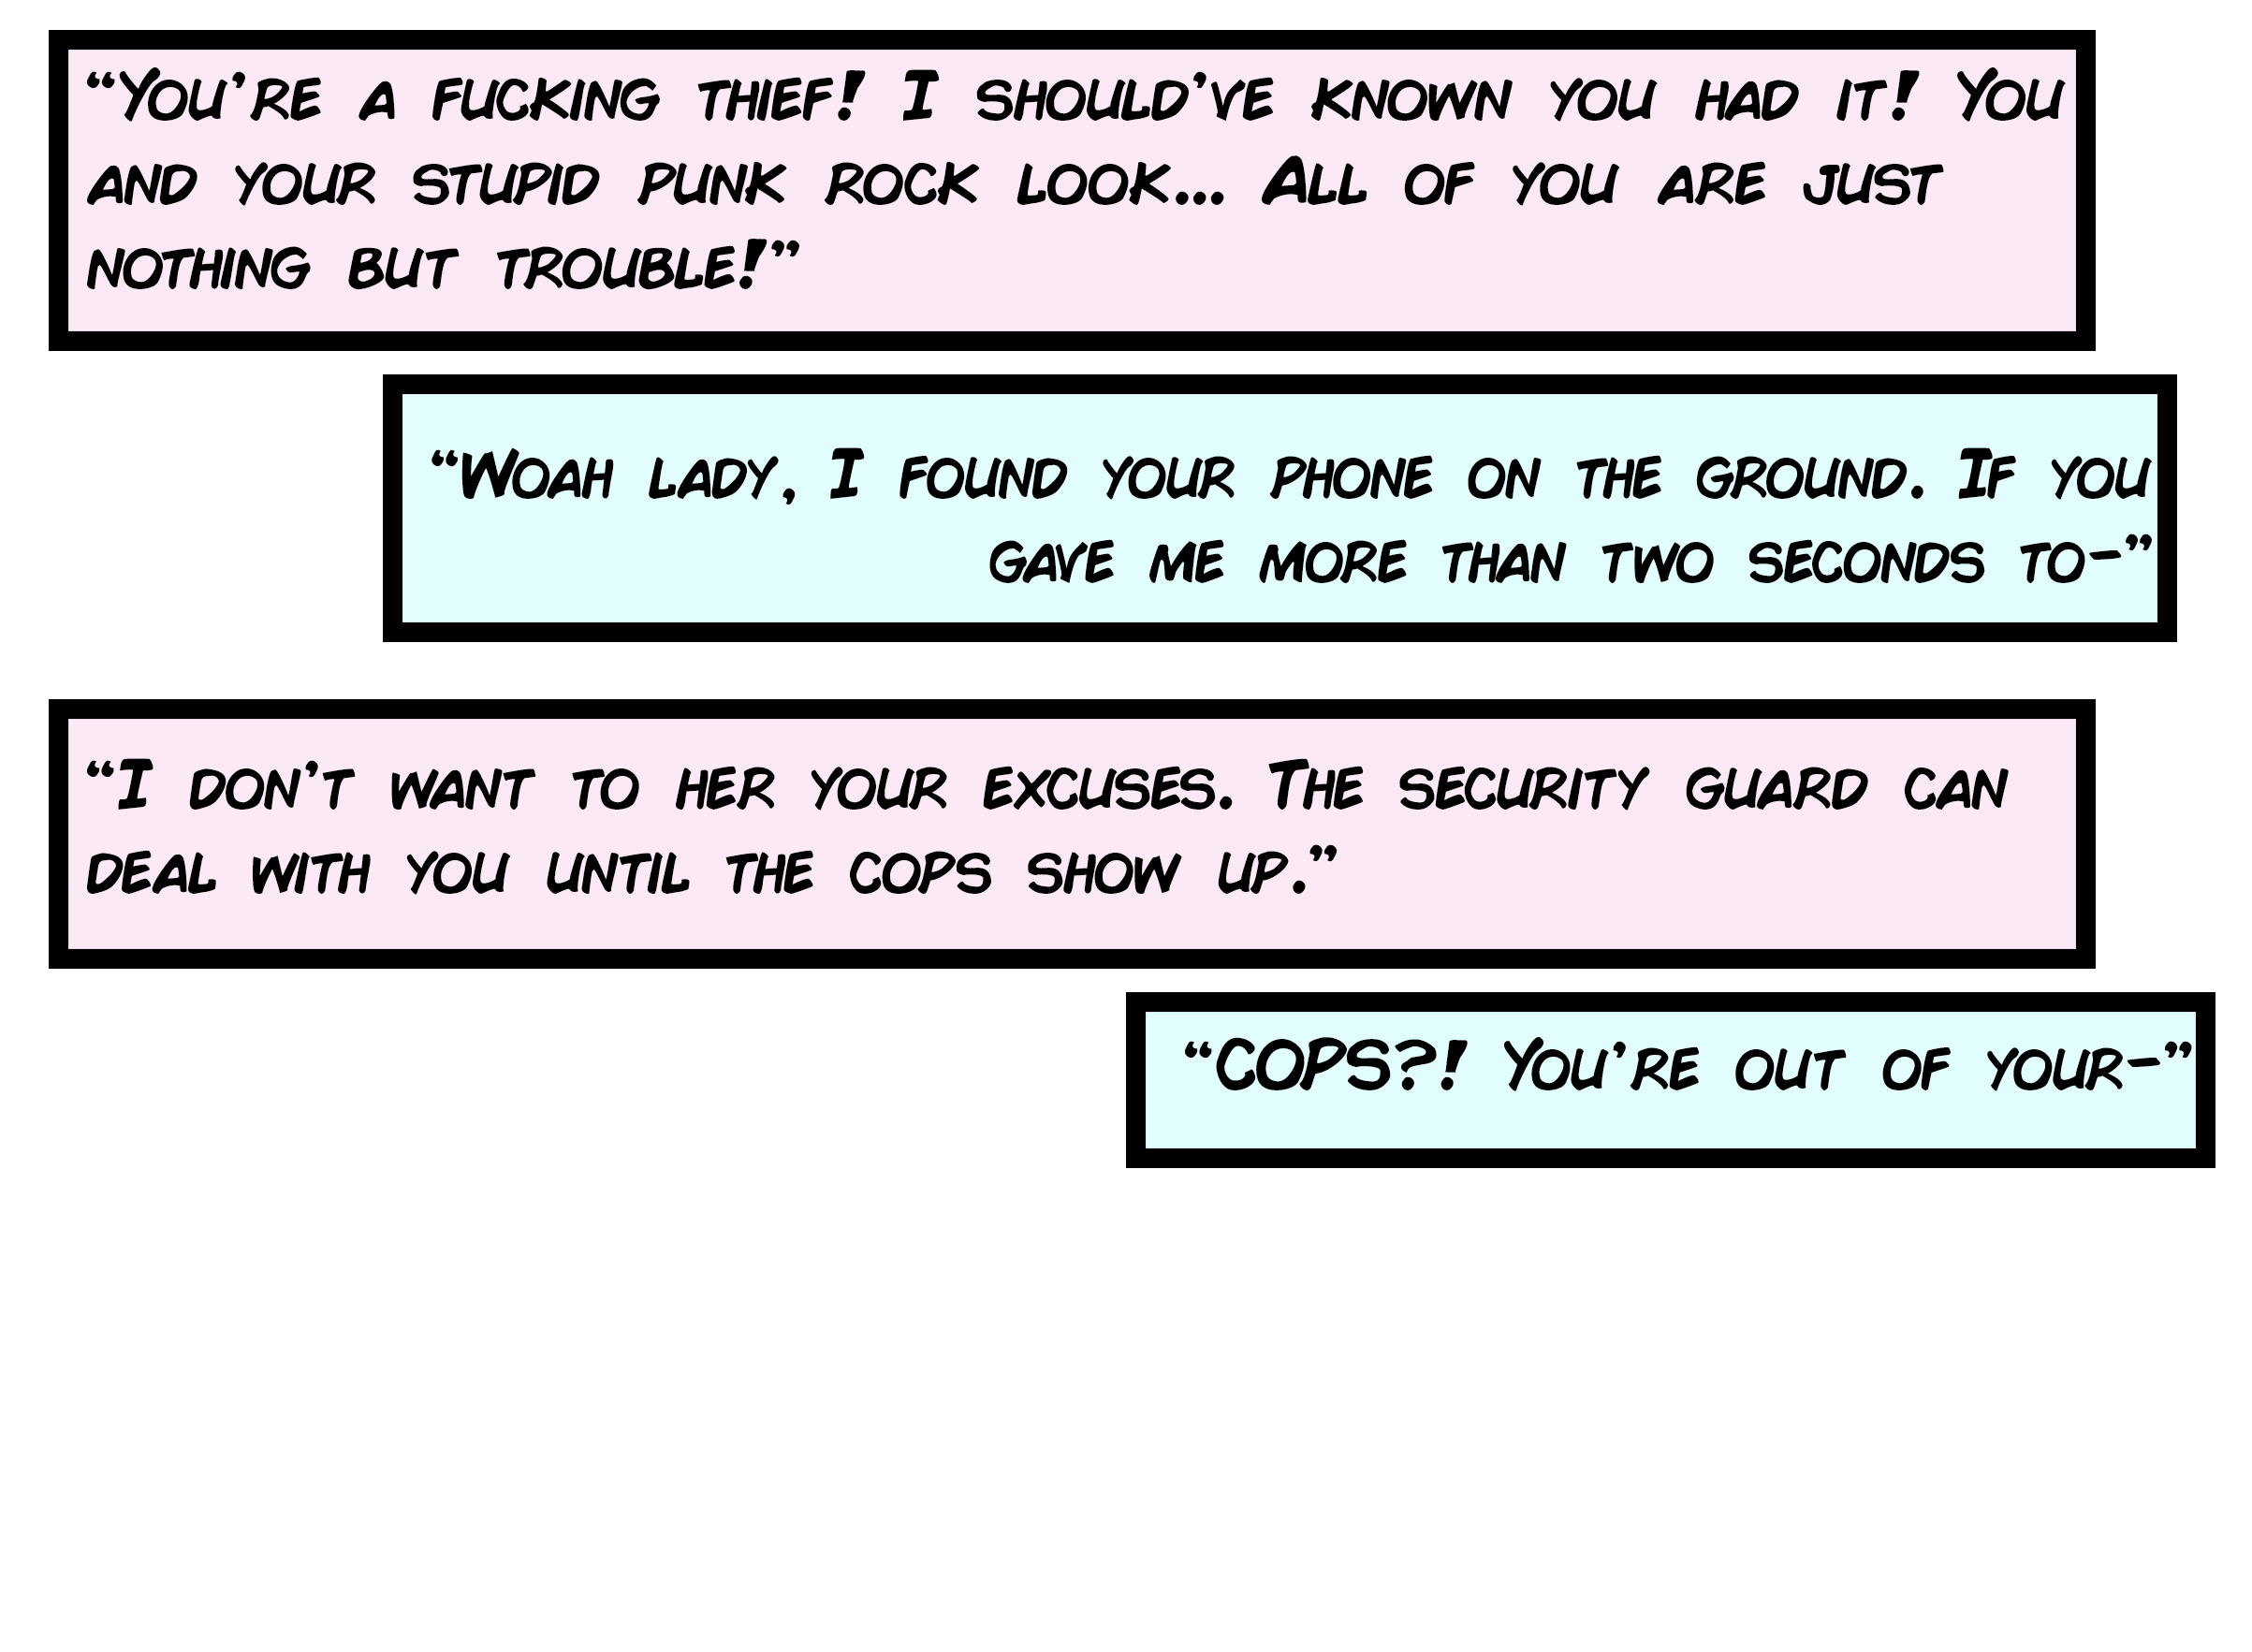 “You’re a fucking thief! I should’ve known you had it! You
and your stupid punk rock look... All of you are just
nothing but trouble!”
“Woah lady, I found your phone on the ground. If you
gave me more than two seconds to—”
“I don’t want to her your excuses. The security guard can
deal with you until the cops show up.”
“COPS?! You’re out of your—”